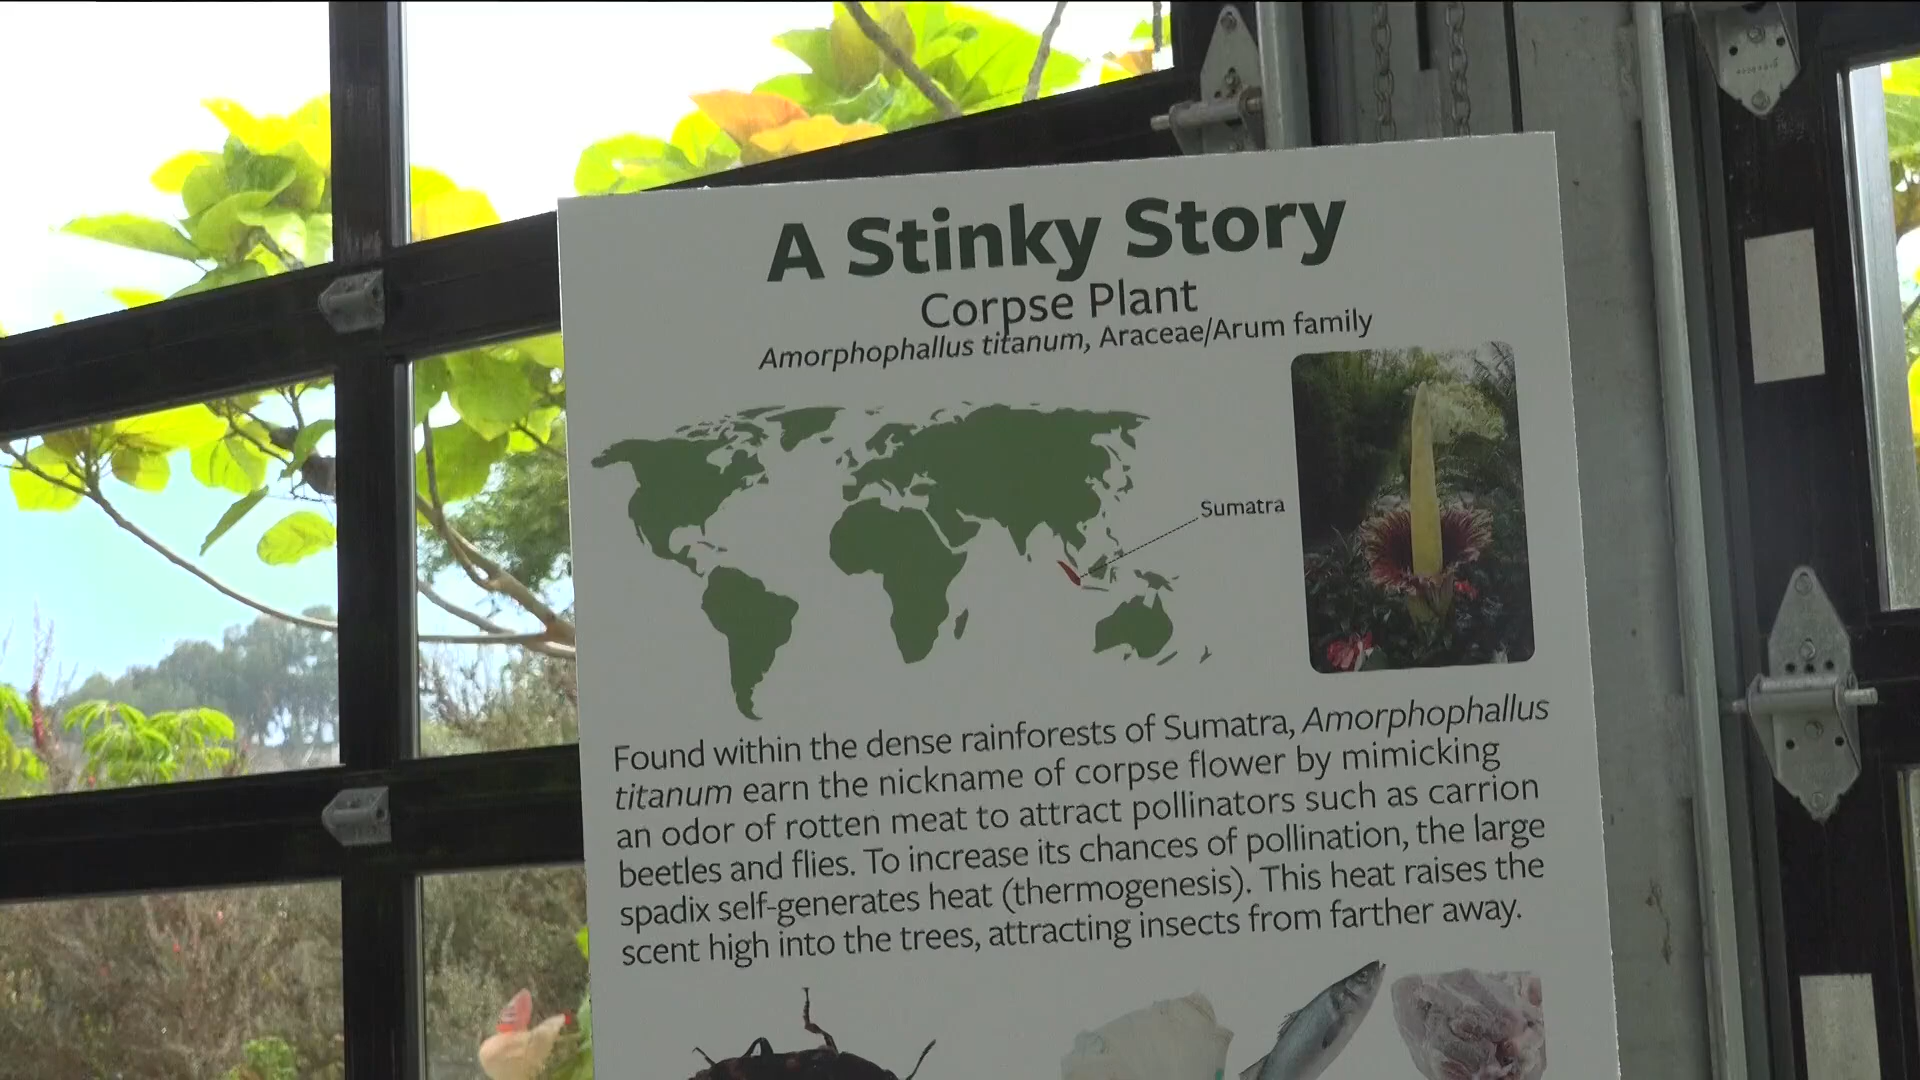 A Stinky Story
Corpse Plant
Amorphophallus titanum, Araceae/Arum family
Sumatra
Found within the dense rainforests of Sumatra, Amorphophallus
titanum earn the nickname of corpse flower by mimicking
an odor of rotten meat to attract pollinators such as carrion
beetles and flies. To increase its chances of pollination, the large
spadix self-generates heat (thermogenesis). This heat raises the
scent high into the trees, attracting insects from farther away.